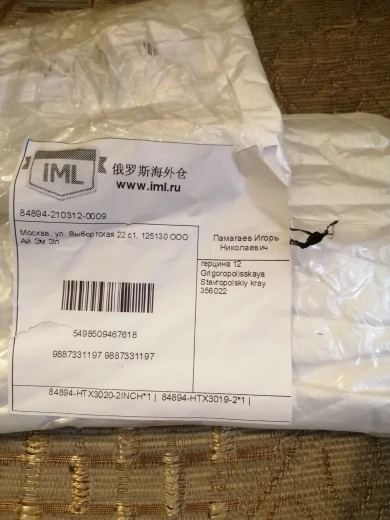 IML
俄罗斯海外仓
www.iml.ru
84894-210312-0009
Москва, ул. Выборгская 22 с1, 125130 ООО
Ай Эм Эл
Ламагаев Игорь
Николаевич
герцина 12
Grigoropolisskaya
Stavropolskiy kray
356022
5498509467618
9887331197 9887331197
84894-HTX3020-2INCH*1 | 84894-HTX3019-2*1 |